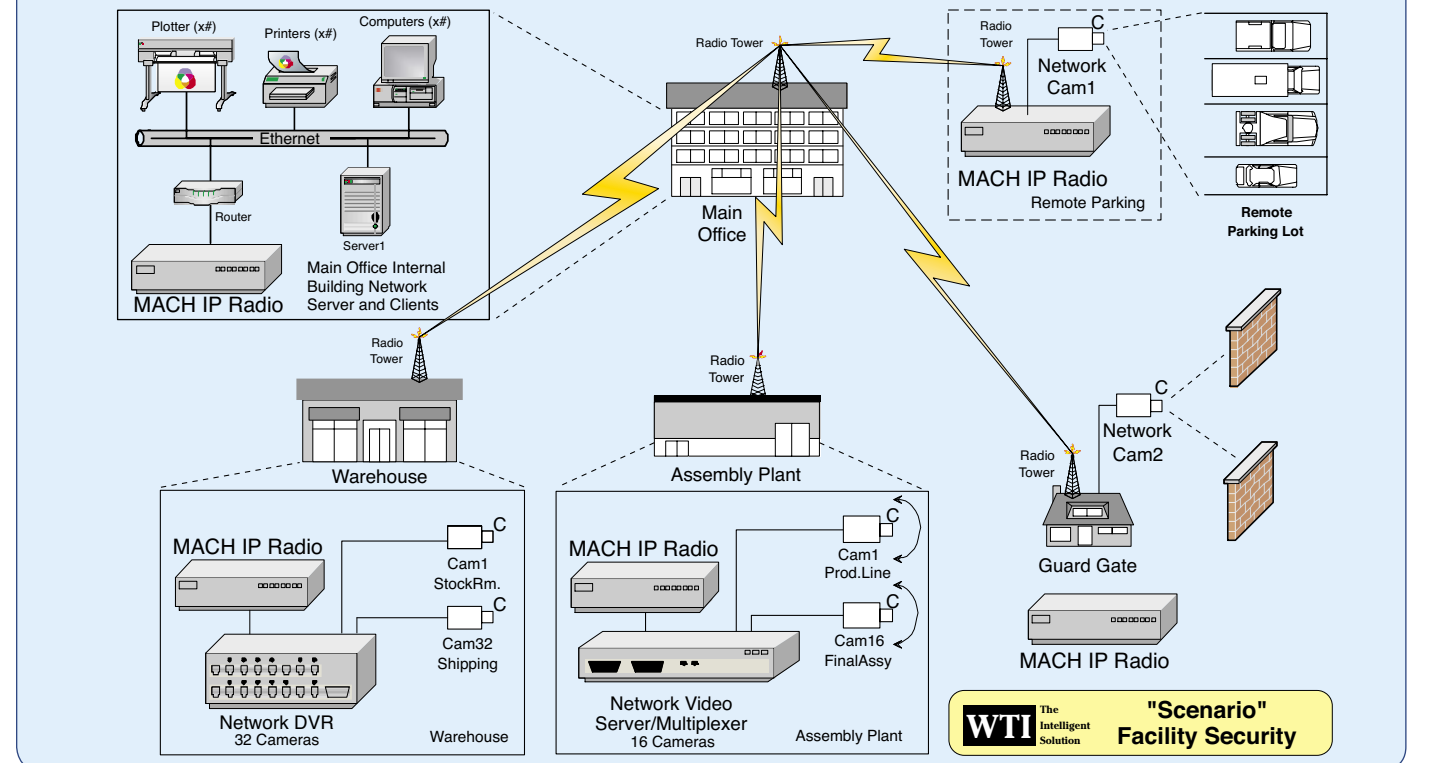 Plotter (x#)
Printers (x#)
Computers (x#)
Ethernet
Router
Server1
MACH IP Radio
Main Office Internal
Building Network
Server and Clients
Radio Tower
Main
Office
Radio
Tower
C
Network
Cam1
MACH IP Radio
Remote Parking
Remote
Parking Lot
Radio
Tower
Warehouse
MACH IP Radio
C
Cam1
StockRm.
C
Cam32
Shipping
Network DVR
32 Cameras
Warehouse
Radio
Tower
Assembly Plant
MACH IP Radio
C
Cam1
Prod.Line
C
Cam16
FinalAssy
Network Video
Server/Multiplexer
16 Cameras
Assembly Plant
C
Network
Cam2
Radio
Tower
Guard Gate
MACH IP Radio
WTI
The
Intelligent
Solution
"Scenario"
Facility Security